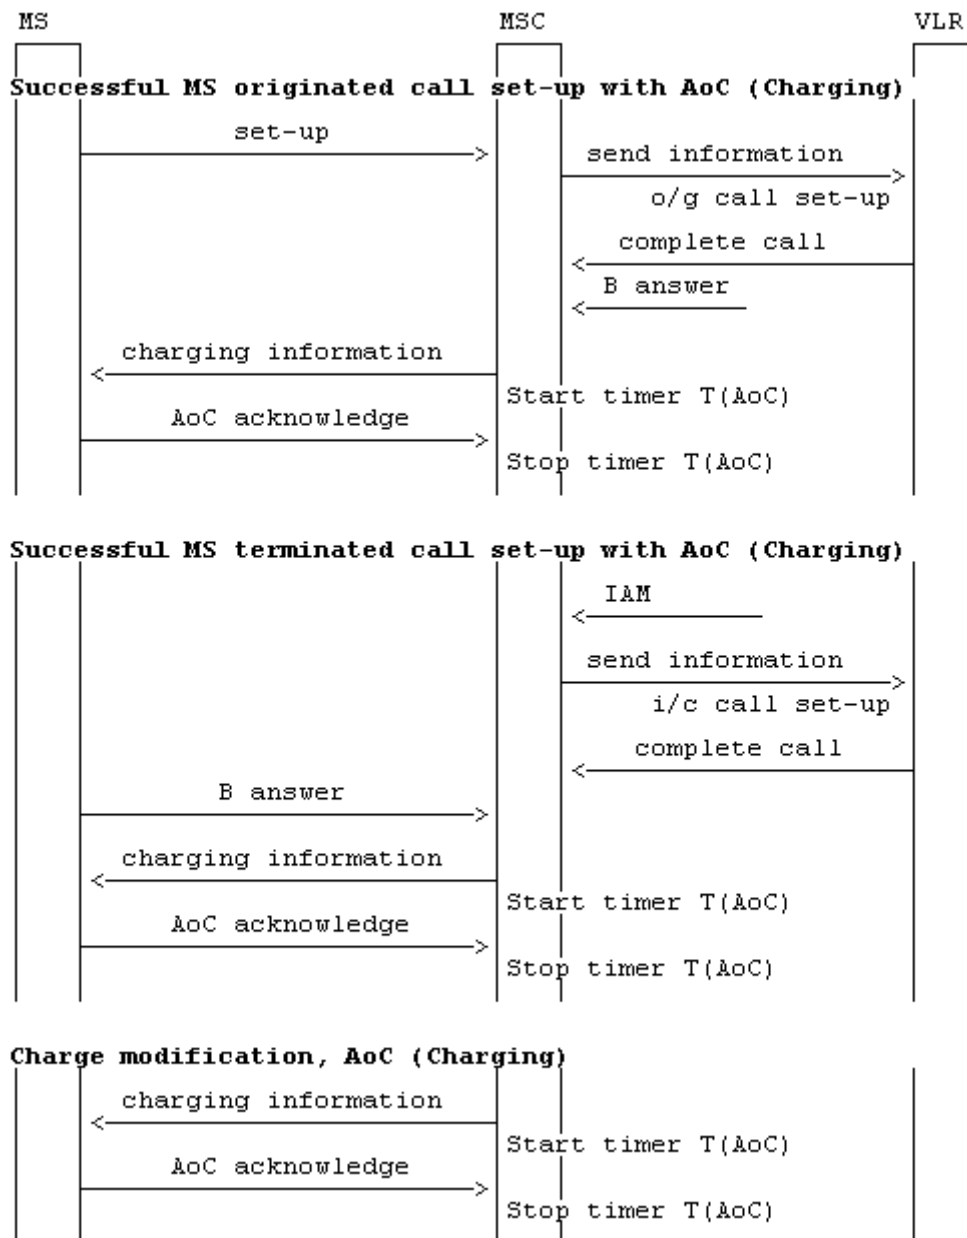 MS MSC VLR
Successful MS originated call set-up with AoC (Charging)
set-up
send information
o/g call set-up
complete call
B answer
charging information
Start timer T(AoC)
AoC acknowledge
Stop timer T(AoC)
Successful MS terminated call set-up with AoC (Charging)
IAM
send information
i/c call set-up
complete call
B answer
charging information
Start timer T(AoC)
AoC acknowledge
Stop timer T(AoC)
Charge modification, AoC (Charging)
charging information
Start timer T(AoC)
AoC acknowledge
Stop timer T(AoC)